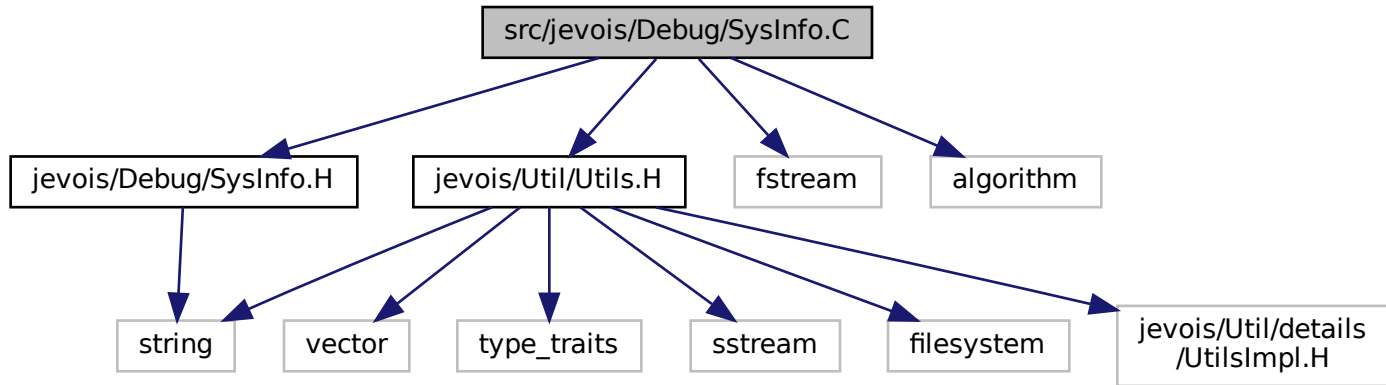 src/jevois/Debug/SysInfo.C
jevois/Debug/SysInfo.H
jevois/Util/Utils.H
fstream
algorithm
string
vector
type_traits
sstream
filesystem
jevois/Util/details
/UtilsImpl.H